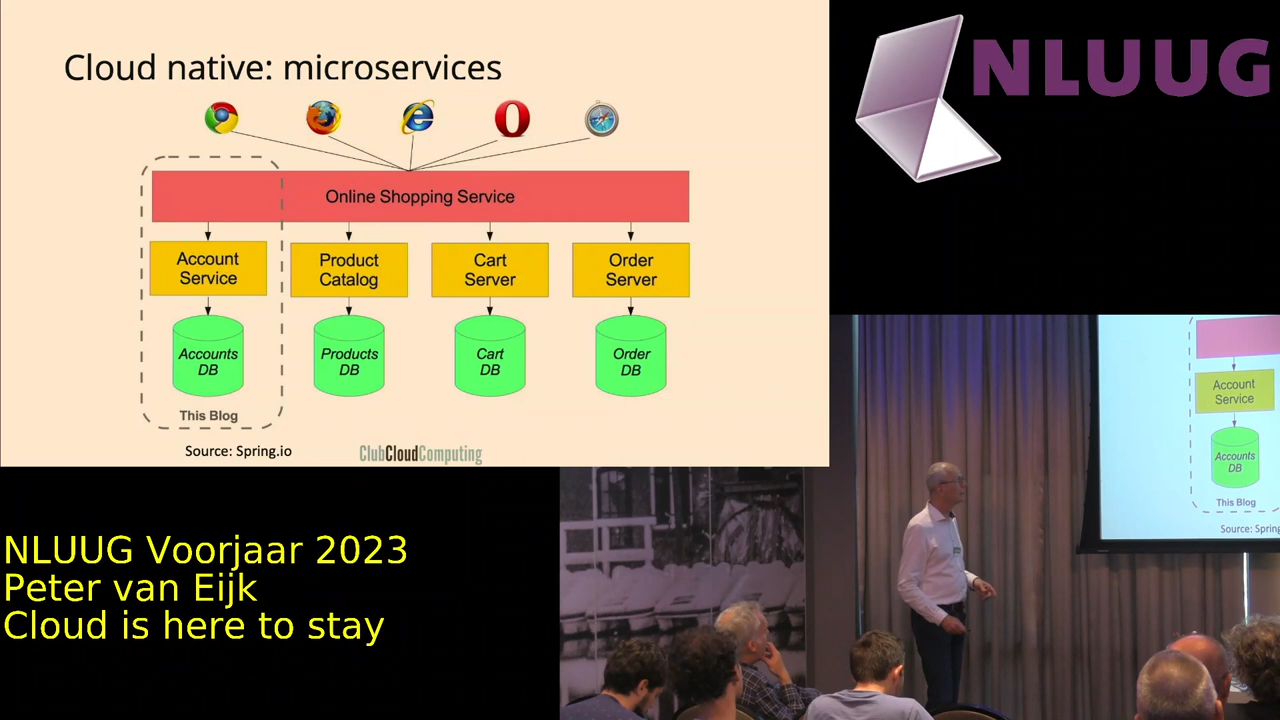 Cloud native: microservices
Online Shopping Service
Account
Service
Product
Catalog
Cart
Server
Order
Server
Accounts
DB
Products
DB
Cart
DB
Order
DB
This Blog
Source: Spring.io
ClubCloudComputing
NLUUG
Account
Service
Accounts
DB
This Blog
Source: Spring
NLUUG Voorjaar 2023
Peter van Eijk
Cloud is here to stay